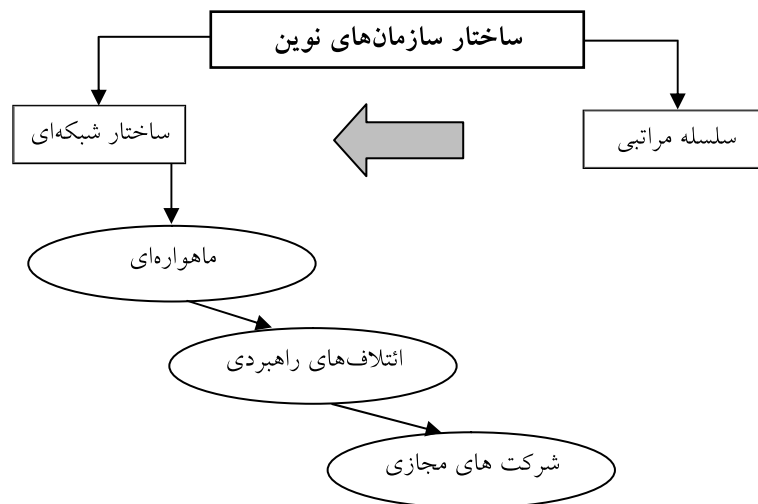 ساختار سازمان‌های نوین
سلسله مراتبی
ساختار شبکه‌ای
ماهواره‌ای
ائتلاف‌های راهبردی
شرکت های مجازی